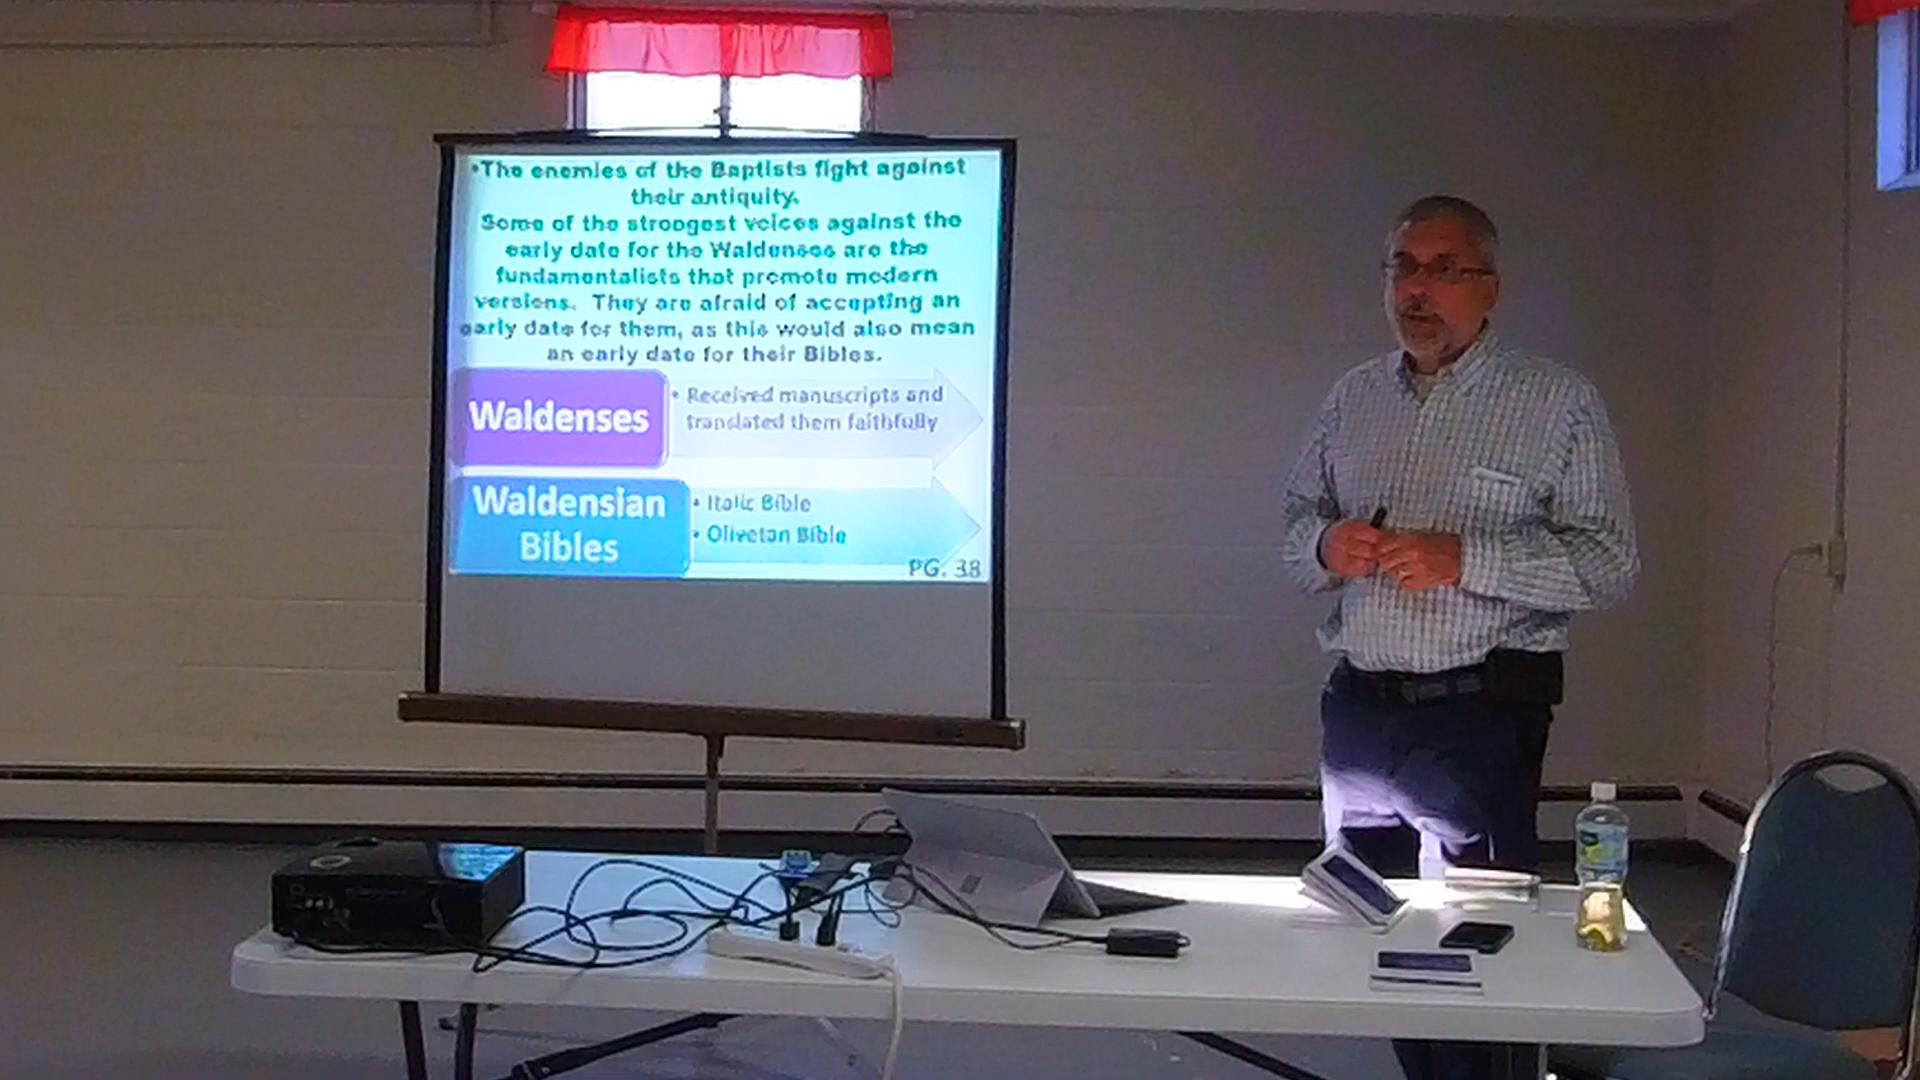 •The enemies of the Baptists fight against
their antiquity.
Some of the strongest voices against the
early date for the Waldenses are the
fundamentalists that promote modern
versions. They are afraid of accepting an
early date for them, as this would also mean
an early date for their Bibles.
Waldenses
• Received manuscripts and
translated them faithfully
Waldensian
Bibles
• Italic Bible
• Olivetan Bible
PG. 38